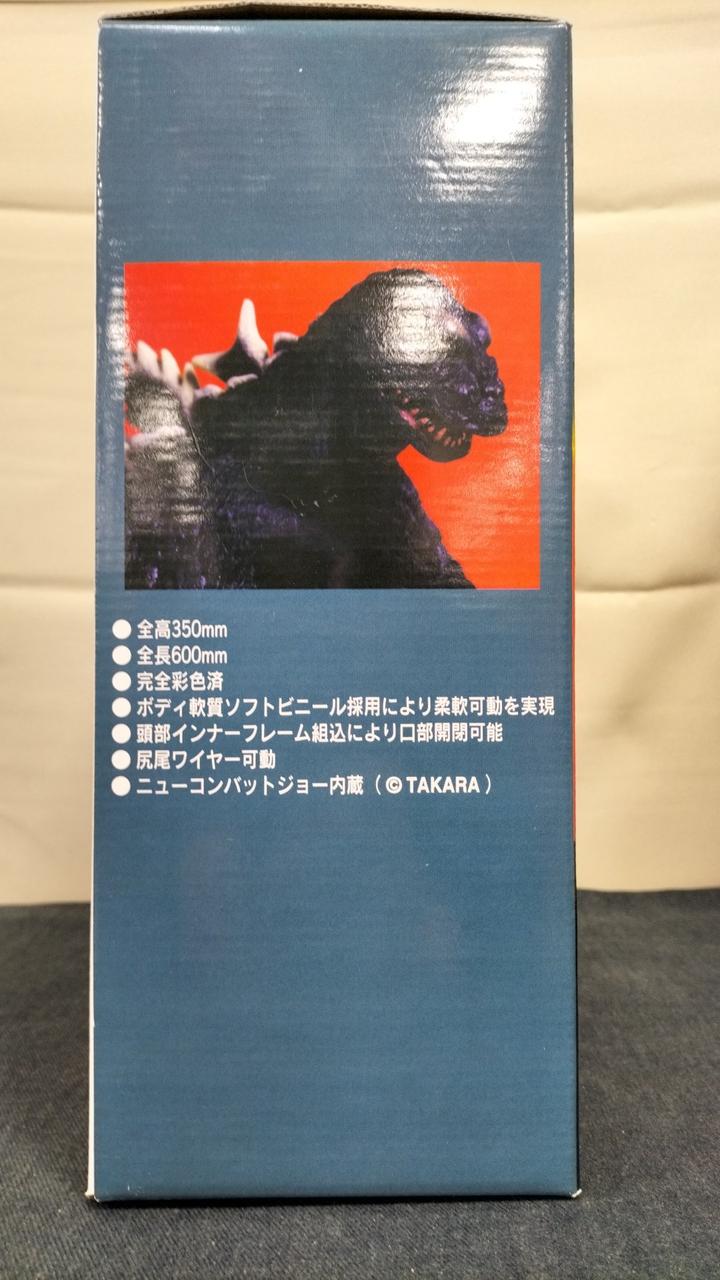 ● 全高350mm
● 全長600mm
● 完全彩色済
● ボディ軟質ソフトビニール採用により柔軟可動を実現
● 頭部インナーフレーム組込により口部開閉可能
● 尻尾ワイヤー可動
● ニューコンバットジョー内蔵（©TAKARA）